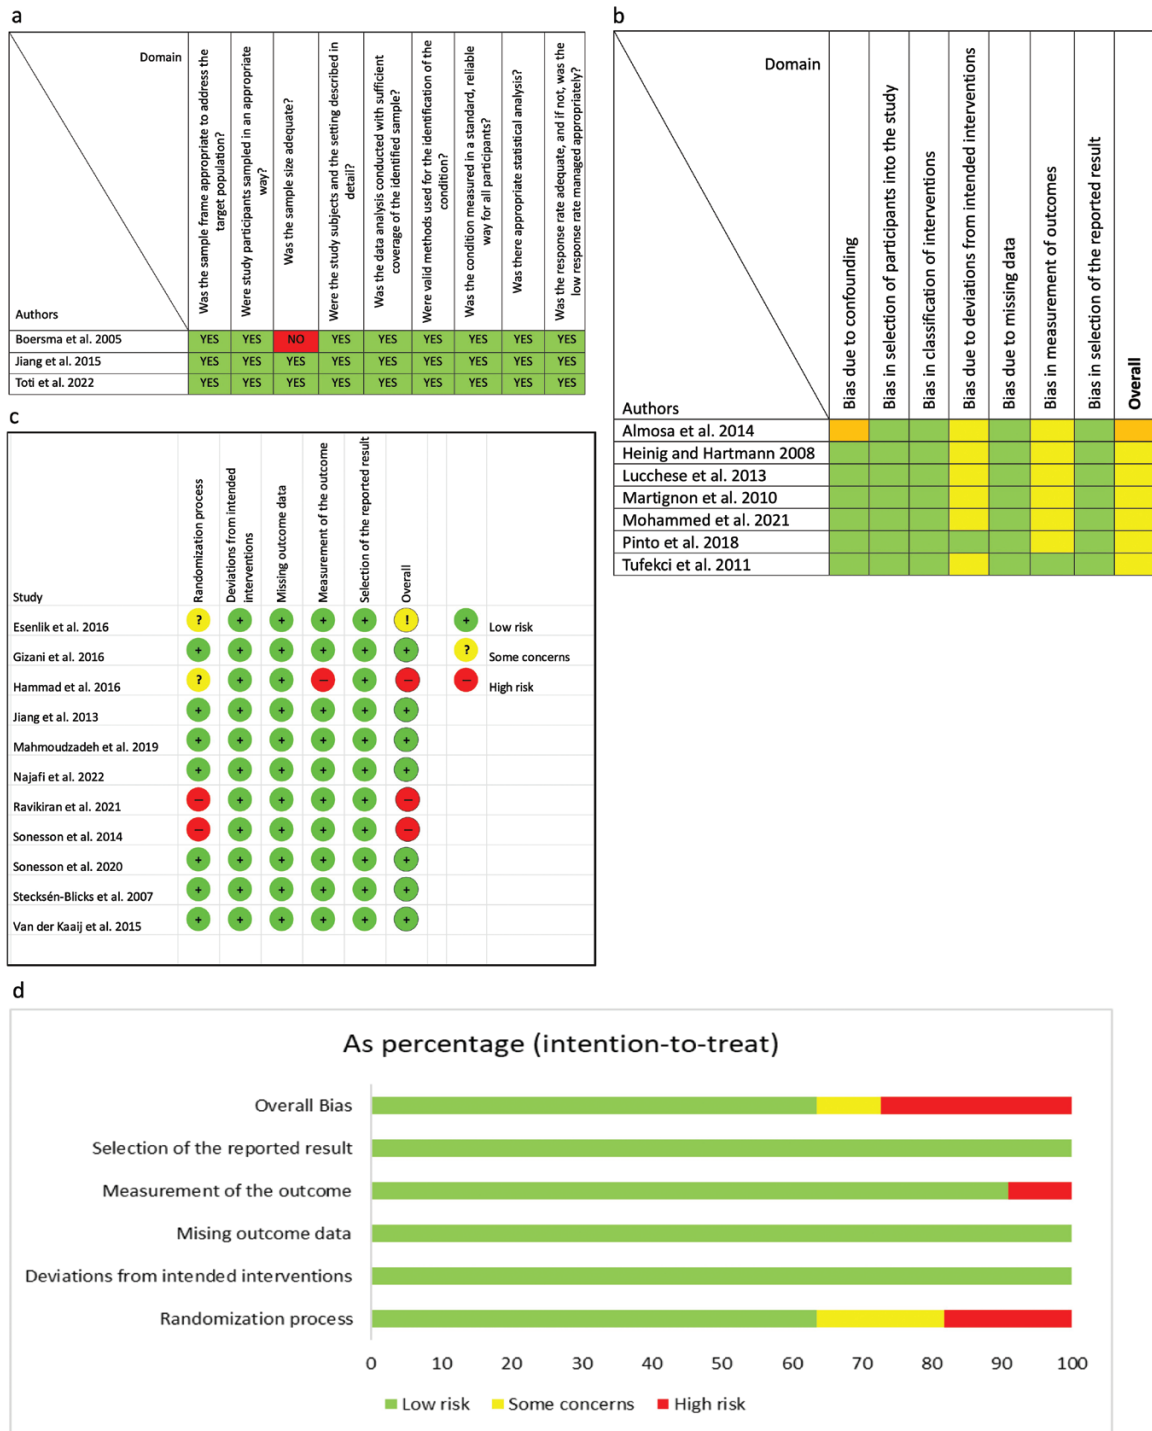 a
Domain
Authors
Was the sample frame appropriate to address the
target population?
Were study participants sampled in an appropriate
way?
Was the sample size adequate?
Were the study subjects and the setting described in
detail?
Was the data analysis conducted with sufficient
coverage of the identified sample?
Were valid methods used for the identification of the
condition?
Was the condition measured in a standard, reliable
way for all participants?
Was there appropriate statistical analysis?
Was the response rate adequate, and if not, was the
low response rate managed appropriately?
Boersma et al. 2005 YES YES NO YES YES YES YES YES YES
Jiang et al. 2015 YES YES YES YES YES YES YES YES YES
Toti et al. 2022 YES YES YES YES YES YES YES YES YES
b
Domain
Authors
Bias due to confounding
Bias in selection of participants into the study
Bias in classification of interventions
Bias due to deviations from intended interventions
Bias due to missing data
Bias in measurement of outcomes
Bias in selection of the reported result
Overall
Almosa et al. 2014
Heinig and Hartmann 2008
Lucchese et al. 2013
Martignon et al. 2010
Mohammed et al. 2021
Pinto et al. 2018
Tufekci et al. 2011
c
Study
Randomization process
Deviations from intended
interventions
Missing outcome data
Measurement of the outcome
Selection of the reported result
Overall
Esenlik et al. 2016 ? + + + + ! + Low risk
Gizani et al. 2016 + + + + + + ? Some concerns
Hammad et al. 2016 ? + + − + − − High risk
Jiang et al. 2013 + + + + + +
Mahmoudzadeh et al. 2019 + + + + + +
Najafi et al. 2022 + + + + + +
Ravikiran et al. 2021 − + + + + −
Sonesson et al. 2014 − + + + + −
Sonesson et al. 2020 + + + + + +
Stecksén-Blicks et al. 2007 + + + + + +
Van der Kaaij et al. 2015 + + + + + +
d
As percentage (intention-to-treat)
Overall Bias
Selection of the reported result
Measurement of the outcome
Mising outcome data
Deviations from intended interventions
Randomization process
0 10 20 30 40 50 60 70 80 90 100
Low risk Some concerns High risk